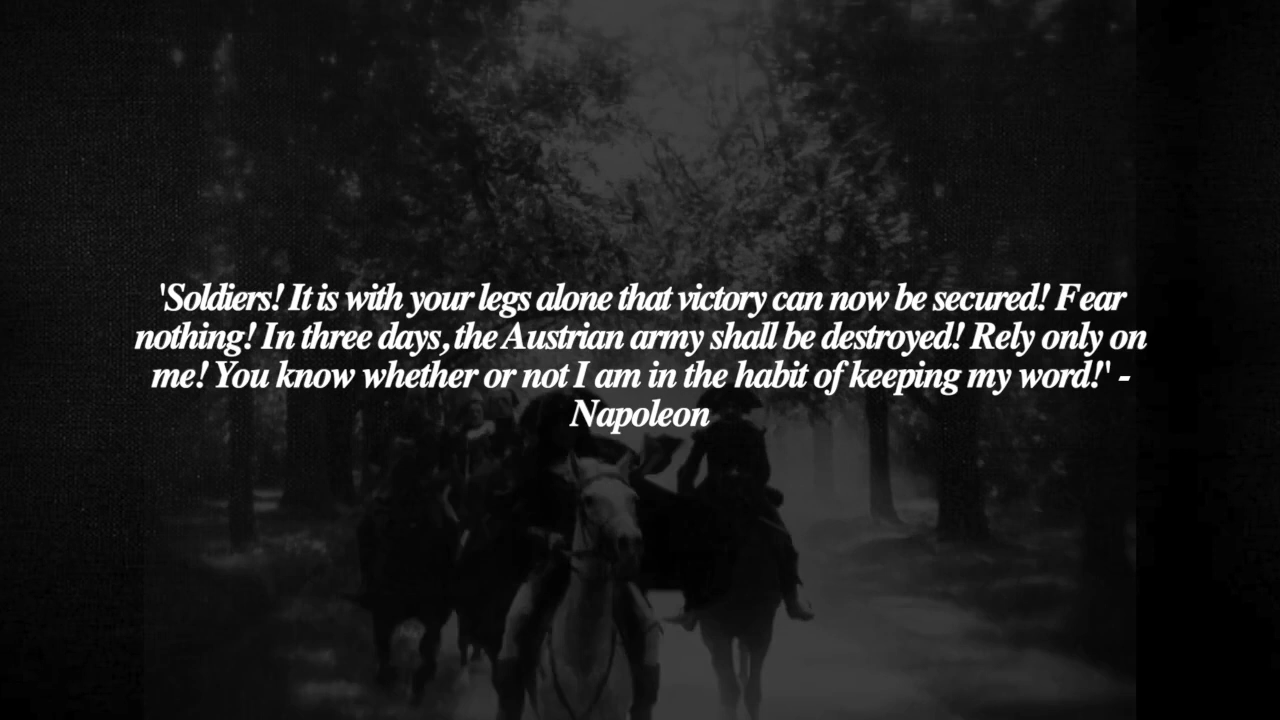 'Soldiers! It is with your legs alone that victory can now be secured! Fear
nothing! In three days, the Austrian army shall be destroyed! Rely only on
me! You know whether or not I am in the habit of keeping my word!' -
Napoleon